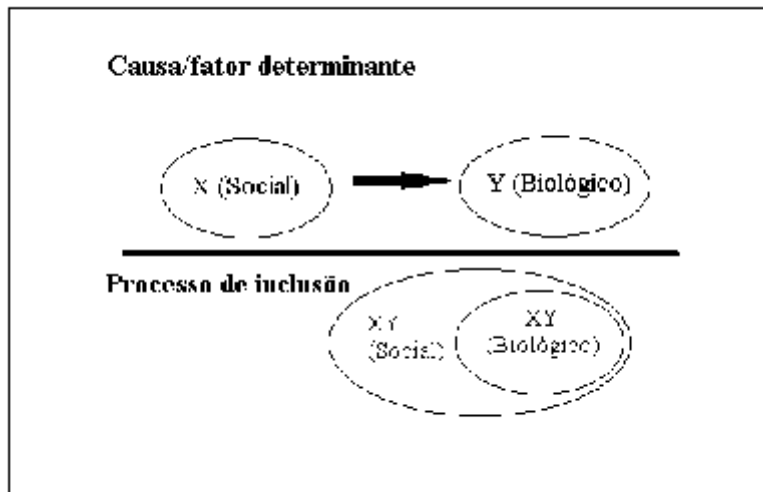 Causa/fator determinante
X (Social)
Y (Biológico)
Processo de inclusão
XY
(Social)
XY
(Biológico)